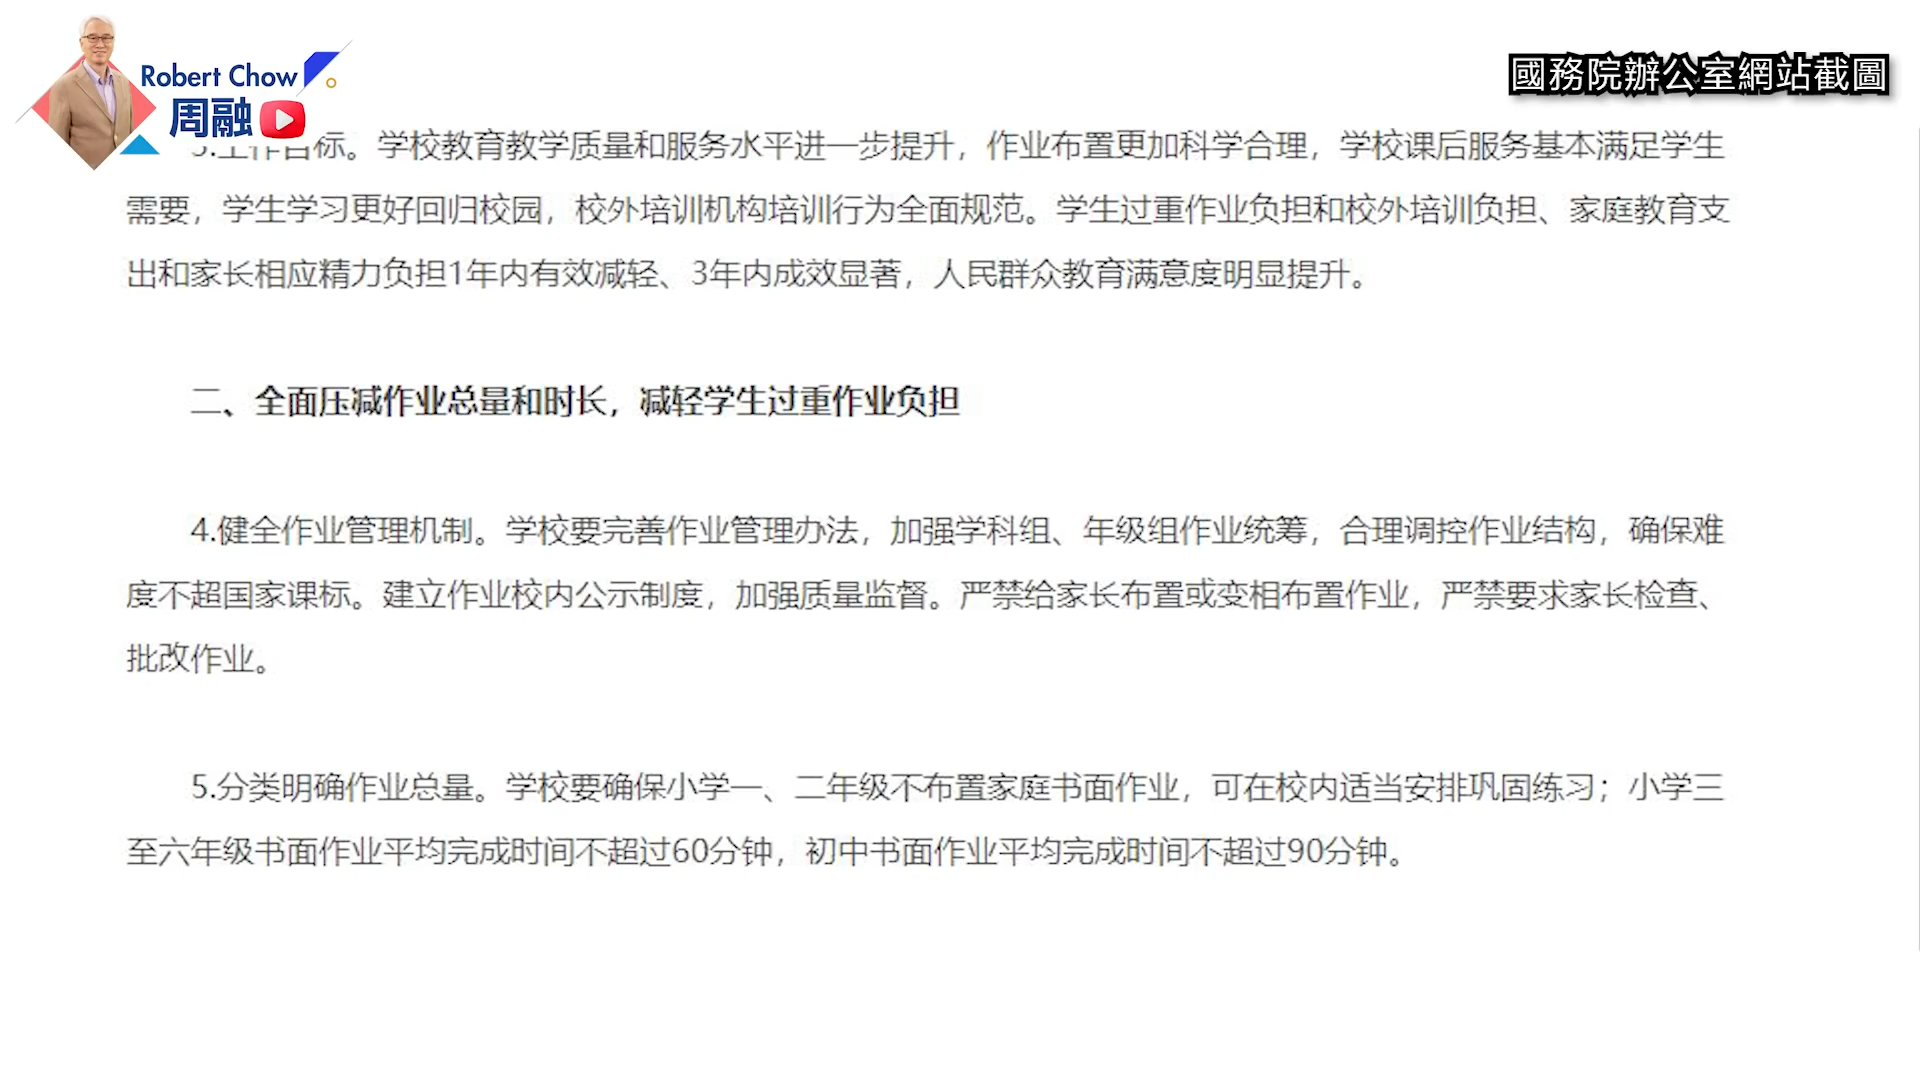 Robert Chow
周融
國務院辦公室網站截圖
3.工作目标。学校教育教学质量和服务水平进一步提升，作业布置更加科学合理，学校课后服务基本满足学生
需要，学生学习更好回归校园，校外培训机构培训行为全面规范。学生过重作业负担和校外培训负担、家庭教育支
出和家长相应精力负担1年内有效减轻、3年内成效显著，人民群众教育满意度明显提升。
二、全面压减作业总量和时长，减轻学生过重作业负担
4.健全作业管理机制。学校要完善作业管理办法，加强学科组、年级组作业统筹，合理调控作业结构，确保难
度不超国家课标。建立作业校内公示制度，加强质量监督。严禁给家长布置或变相布置作业，严禁要求家长检查、
批改作业。
5.分类明确作业总量。学校要确保小学一、二年级不布置家庭书面作业，可在校内适当安排巩固练习；小学三
至六年级书面作业平均完成时间不超过60分钟，初中书面作业平均完成时间不超过90分钟。